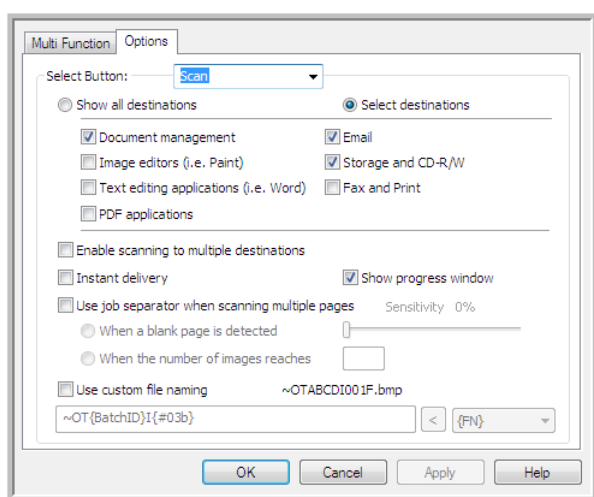 Multi Function Options
Select Button: Scan
Show all destinations Select destinations
Document management Email
Image editors (i.e. Paint) Storage and CD-R/W
Text editing applications (i.e. Word) Fax and Print
PDF applications
Enable scanning to multiple destinations
Instant delivery Show progress window
Use job separator when scanning multiple pages Sensitivity 0%
When a blank page is detected
When the number of images reaches
Use custom file naming ~OTABCDI001F.bmp
~OT{BatchID}I{#03b} < {FN}
OK Cancel Apply Help